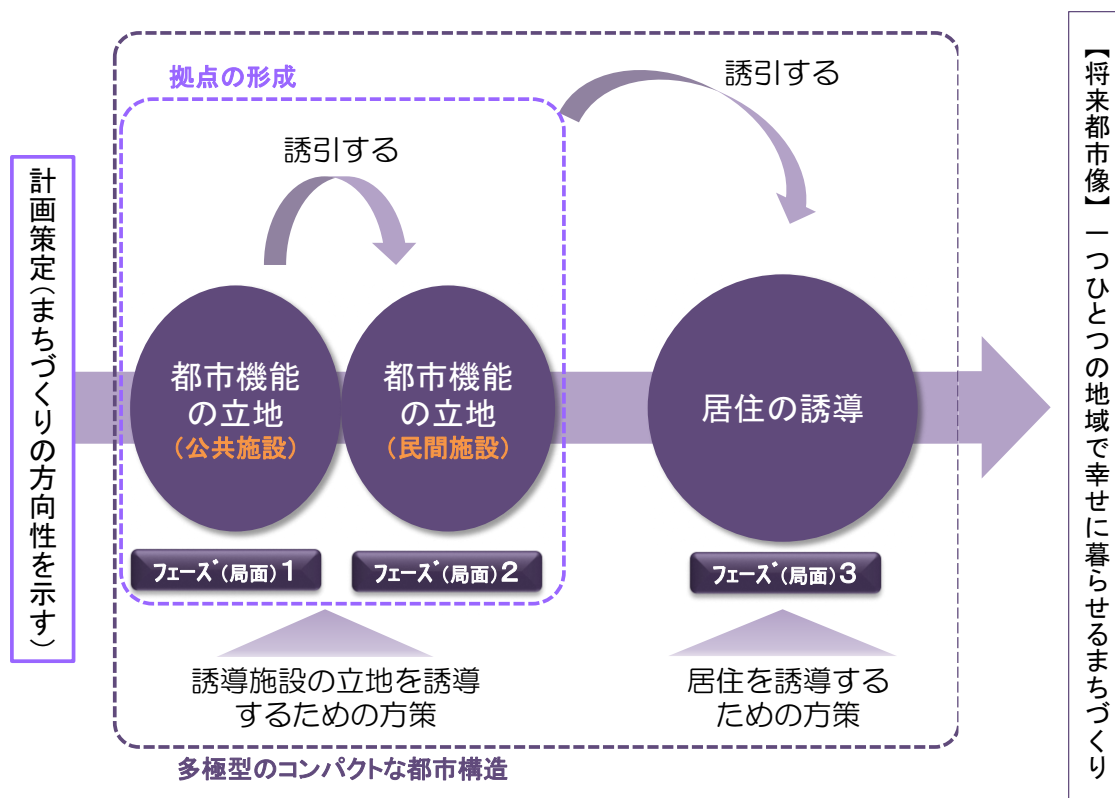 計画策定(まちづくりの方向性を示す)
拠点の形成
誘引する
誘引する
都市機能
の立地
(公共施設)
都市機能
の立地
(民間施設)
居住の誘導
フェーズ(局面)1
フェーズ(局面)2
フェーズ(局面)3
誘導施設の立地を誘導
するための方策
居住を誘導する
ための方策
多極型のコンパクトな都市構造
【将来都市像】一つひとつの地域で幸せに暮らせるまちづくり